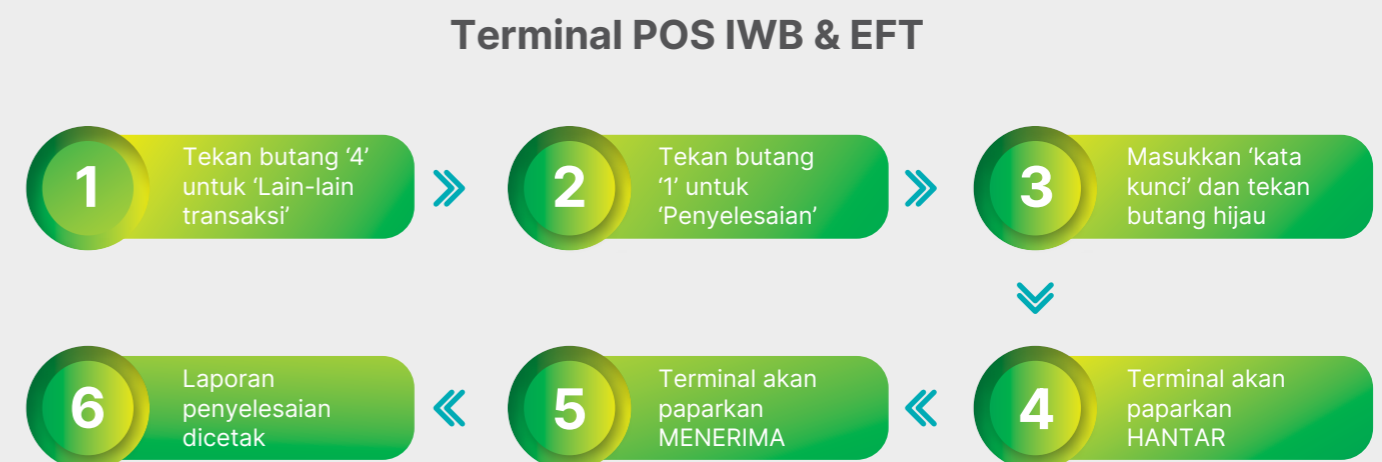 Terminal POS IWB & EFT
1
Tekan butang ‘4’
untuk ‘Lain-lain
transaksi’
2
Tekan butang
‘1’ untuk
‘Penyelesaian’
3
Masukkan ‘kata
kunci’ dan tekan
butang hijau
4
Terminal akan
paparkan
HANTAR
5
Terminal akan
paparkan
MENERIMA
6
Laporan
penyelesaian
dicetak